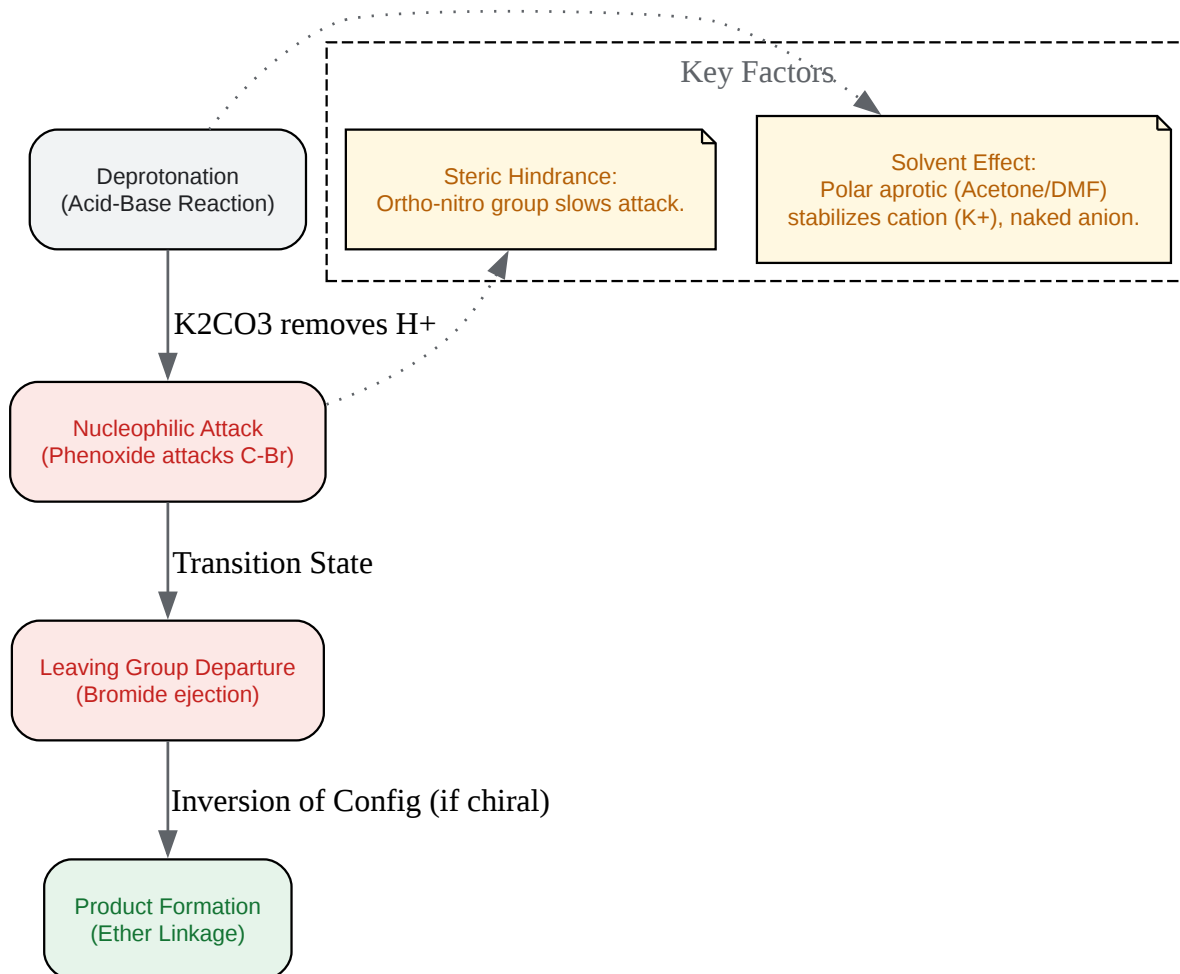 Key Factors
Deprotonation
(Acid-Base Reaction)
Steric Hindrance:
Ortho-nitro group slows attack.
Solvent Effect:
Polar aprotic (Acetone/DMF)
stabilizes cation (K+), naked anion.
K2CO3 removes H+
Nucleophilic Attack
(Phenoxide attacks C-Br)
Transition State
Leaving Group Departure
(Bromide ejection)
Inversion of Config (if chiral)
Product Formation
(Ether Linkage)